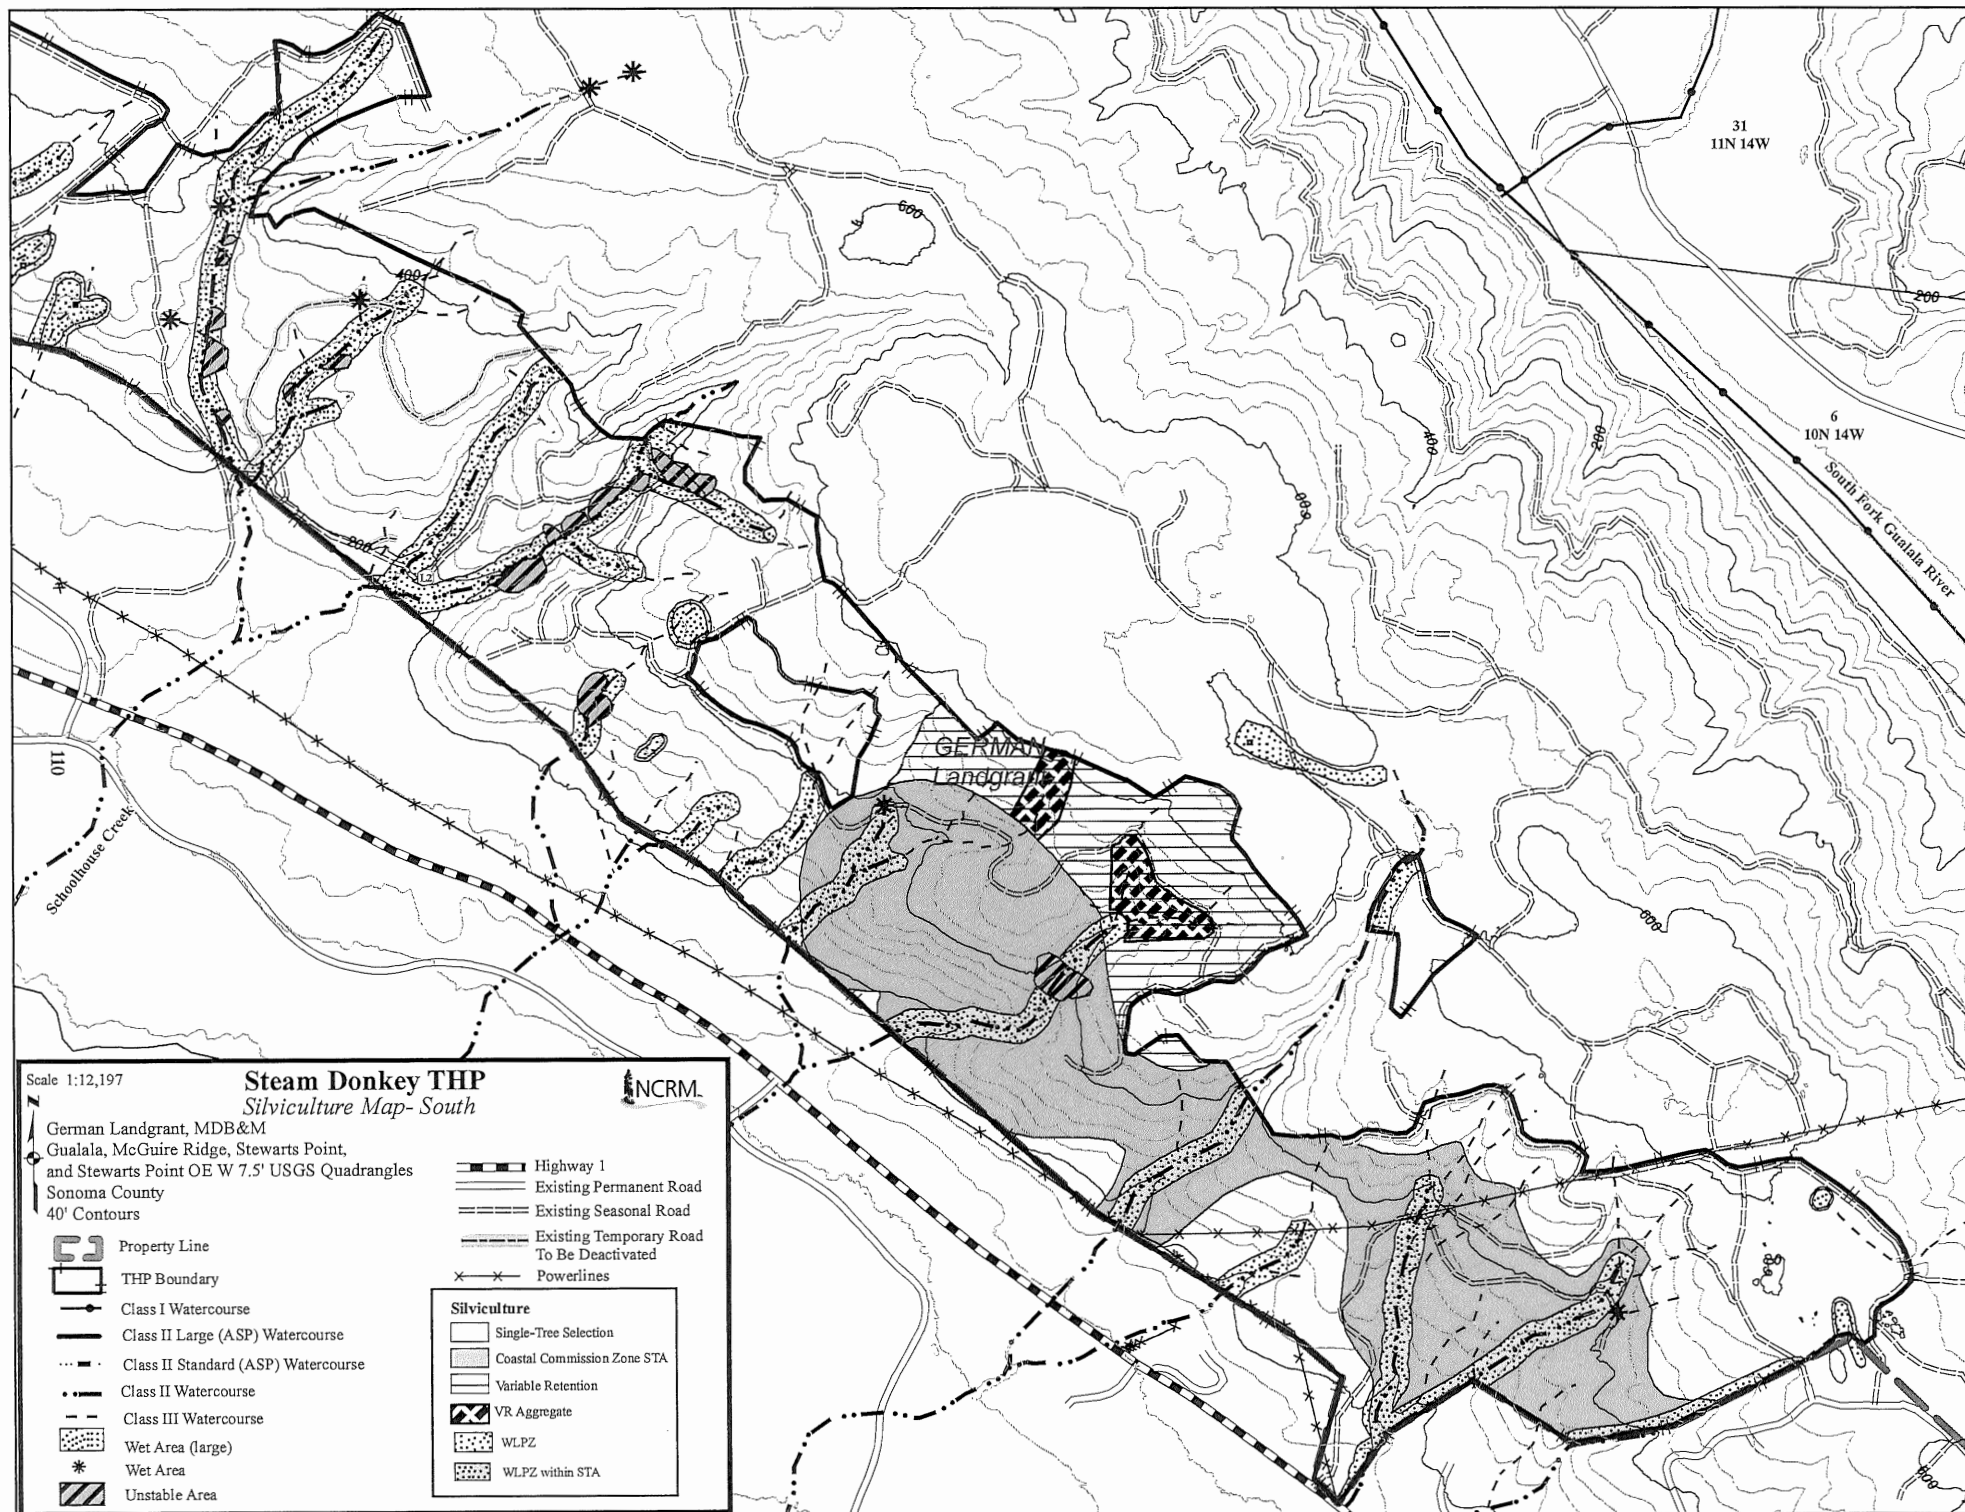 31
11N 14W
600
400
200
6
10N 14W
400
200
South Fork Gualala River
600
200
L2
GERMAN
Landgrant
110
Schoolhouse Creek
600
600
Scale 1:12,197
Steam Donkey THP
Silviculture Map- South
NCRM
N
German Landgrant, MDB&M
Gualala, McGuire Ridge, Stewarts Point,
and Stewarts Point OE W 7.5' USGS Quadrangles
Sonoma County
40' Contours
Property Line
THP Boundary
Class I Watercourse
Class II Large (ASP) Watercourse
Class II Standard (ASP) Watercourse
Class II Watercourse
Class III Watercourse
Wet Area (large)
Wet Area
Unstable Area
Highway 1
Existing Permanent Road
Existing Seasonal Road
Existing Temporary Road
To Be Deactivated
Powerlines
Silviculture
Single-Tree Selection
Coastal Commission Zone STA
Variable Retention
VR Aggregate
WLPZ
WLPZ within STA